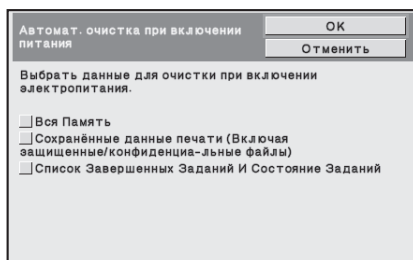 Автомат. очистка при включении
питания
OK
Отменить
Выбрать данные для очистки при включении
электропитания.
Вся Память
Сохранённые данные печати (Включая
защищенные/конфиденциа-льные файлы)
Список Завершенных Заданий И Состояние Заданий